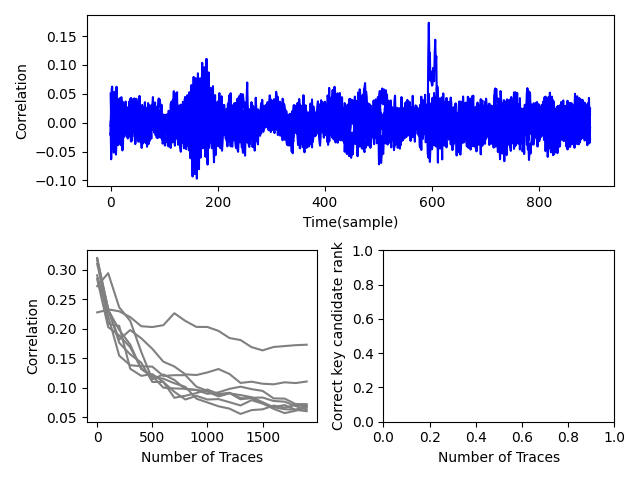 0.15
0.10
0.05
0.00
−0.05
−0.10
Correlation
0 200 400 600 800
Time(sample)
0.30
0.25
0.20
0.15
0.10
0.05
Correlation
0 500 1000 1500
Number of Traces
1.0
0.8
0.6
0.4
0.2
0.0
Correct key candidate rank
0.0 0.2 0.4 0.6 0.8 1.0
Number of Traces